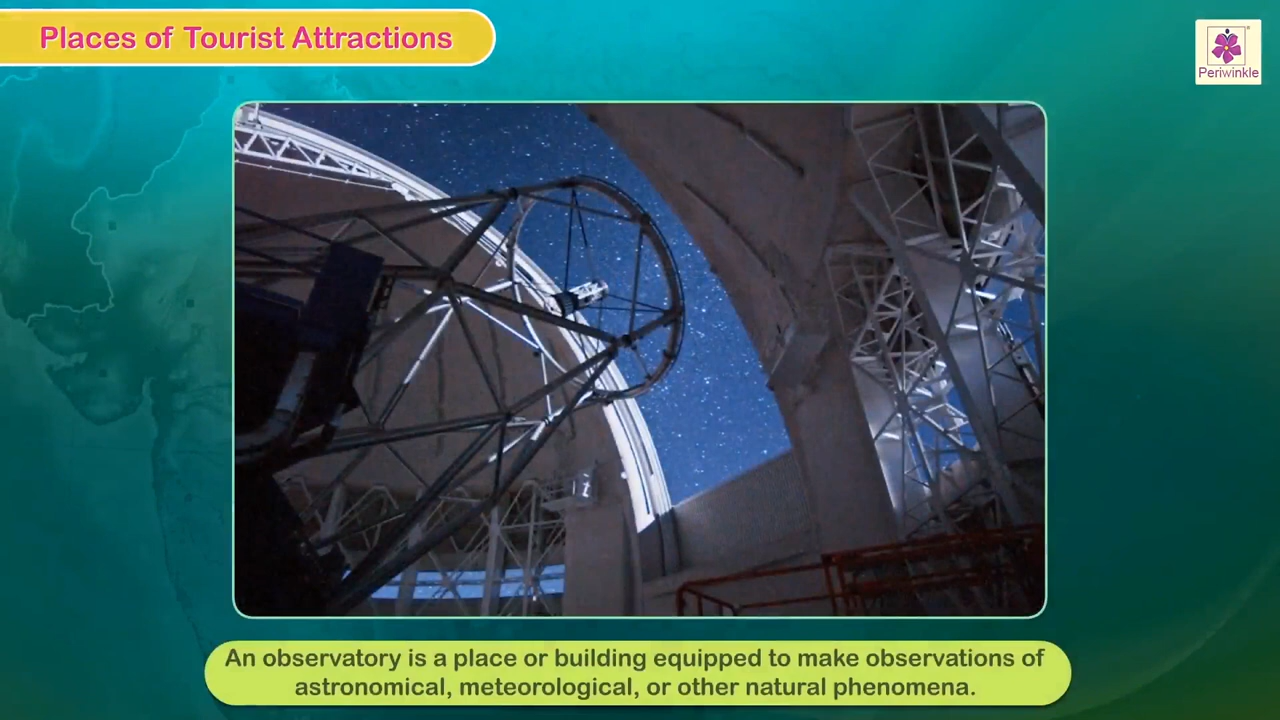 Places of Tourist Attractions
Periwinkle
An observatory is a place or building equipped to make observations of
astronomical, meteorological, or other natural phenomena.